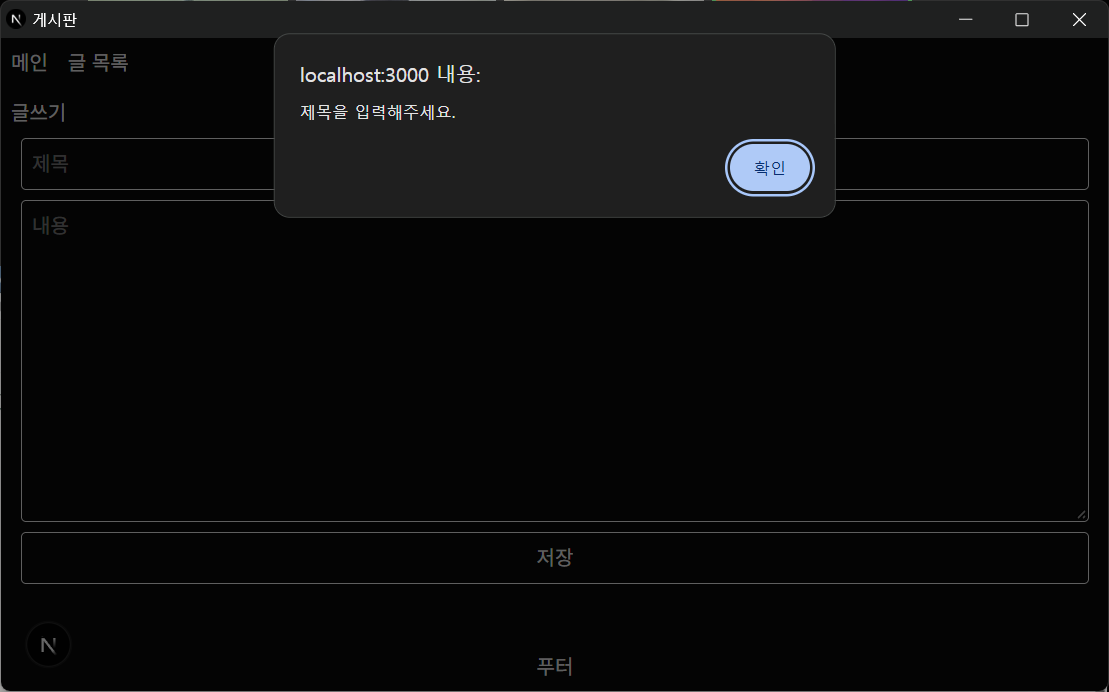 N 게시판
메인 글 목록
localhost:3000 내용:
제목을 입력해주세요.
확인
글쓰기
제목
내용
저장
N
푸터